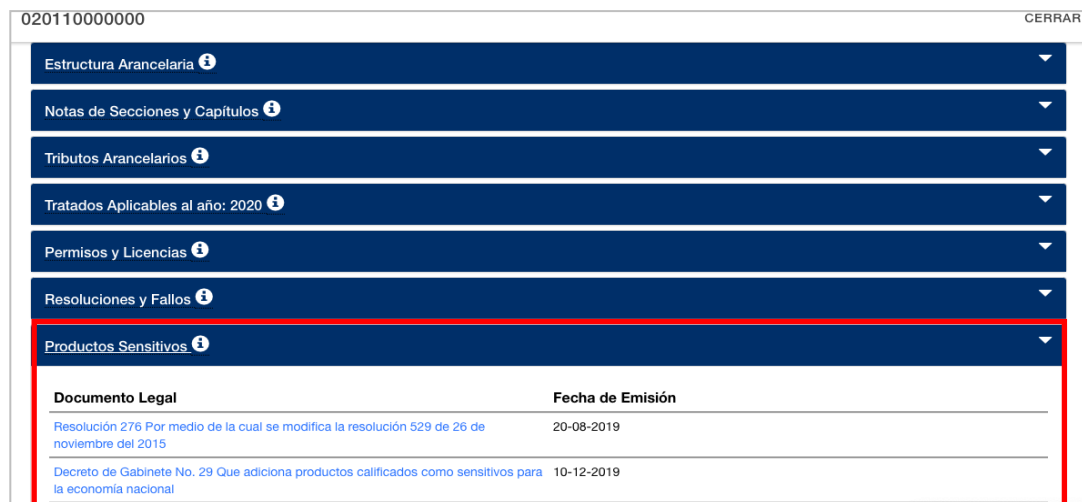 020110000000 CERRAR
Estructura Arancelaria
Notas de Secciones y Capítulos
Tributos Arancelarios
Tratados Aplicables al año: 2020
Permisos y Licencias
Resoluciones y Fallos
Productos Sensitivos
Documento Legal Fecha de Emisión
Resolución 276 Por medio de la cual se modifica la resolución 529 de 26 de 20-08-2019
noviembre del 2015
Decreto de Gabinete No. 29 Que adiciona productos calificados como sensitivos para 10-12-2019
la economía nacional